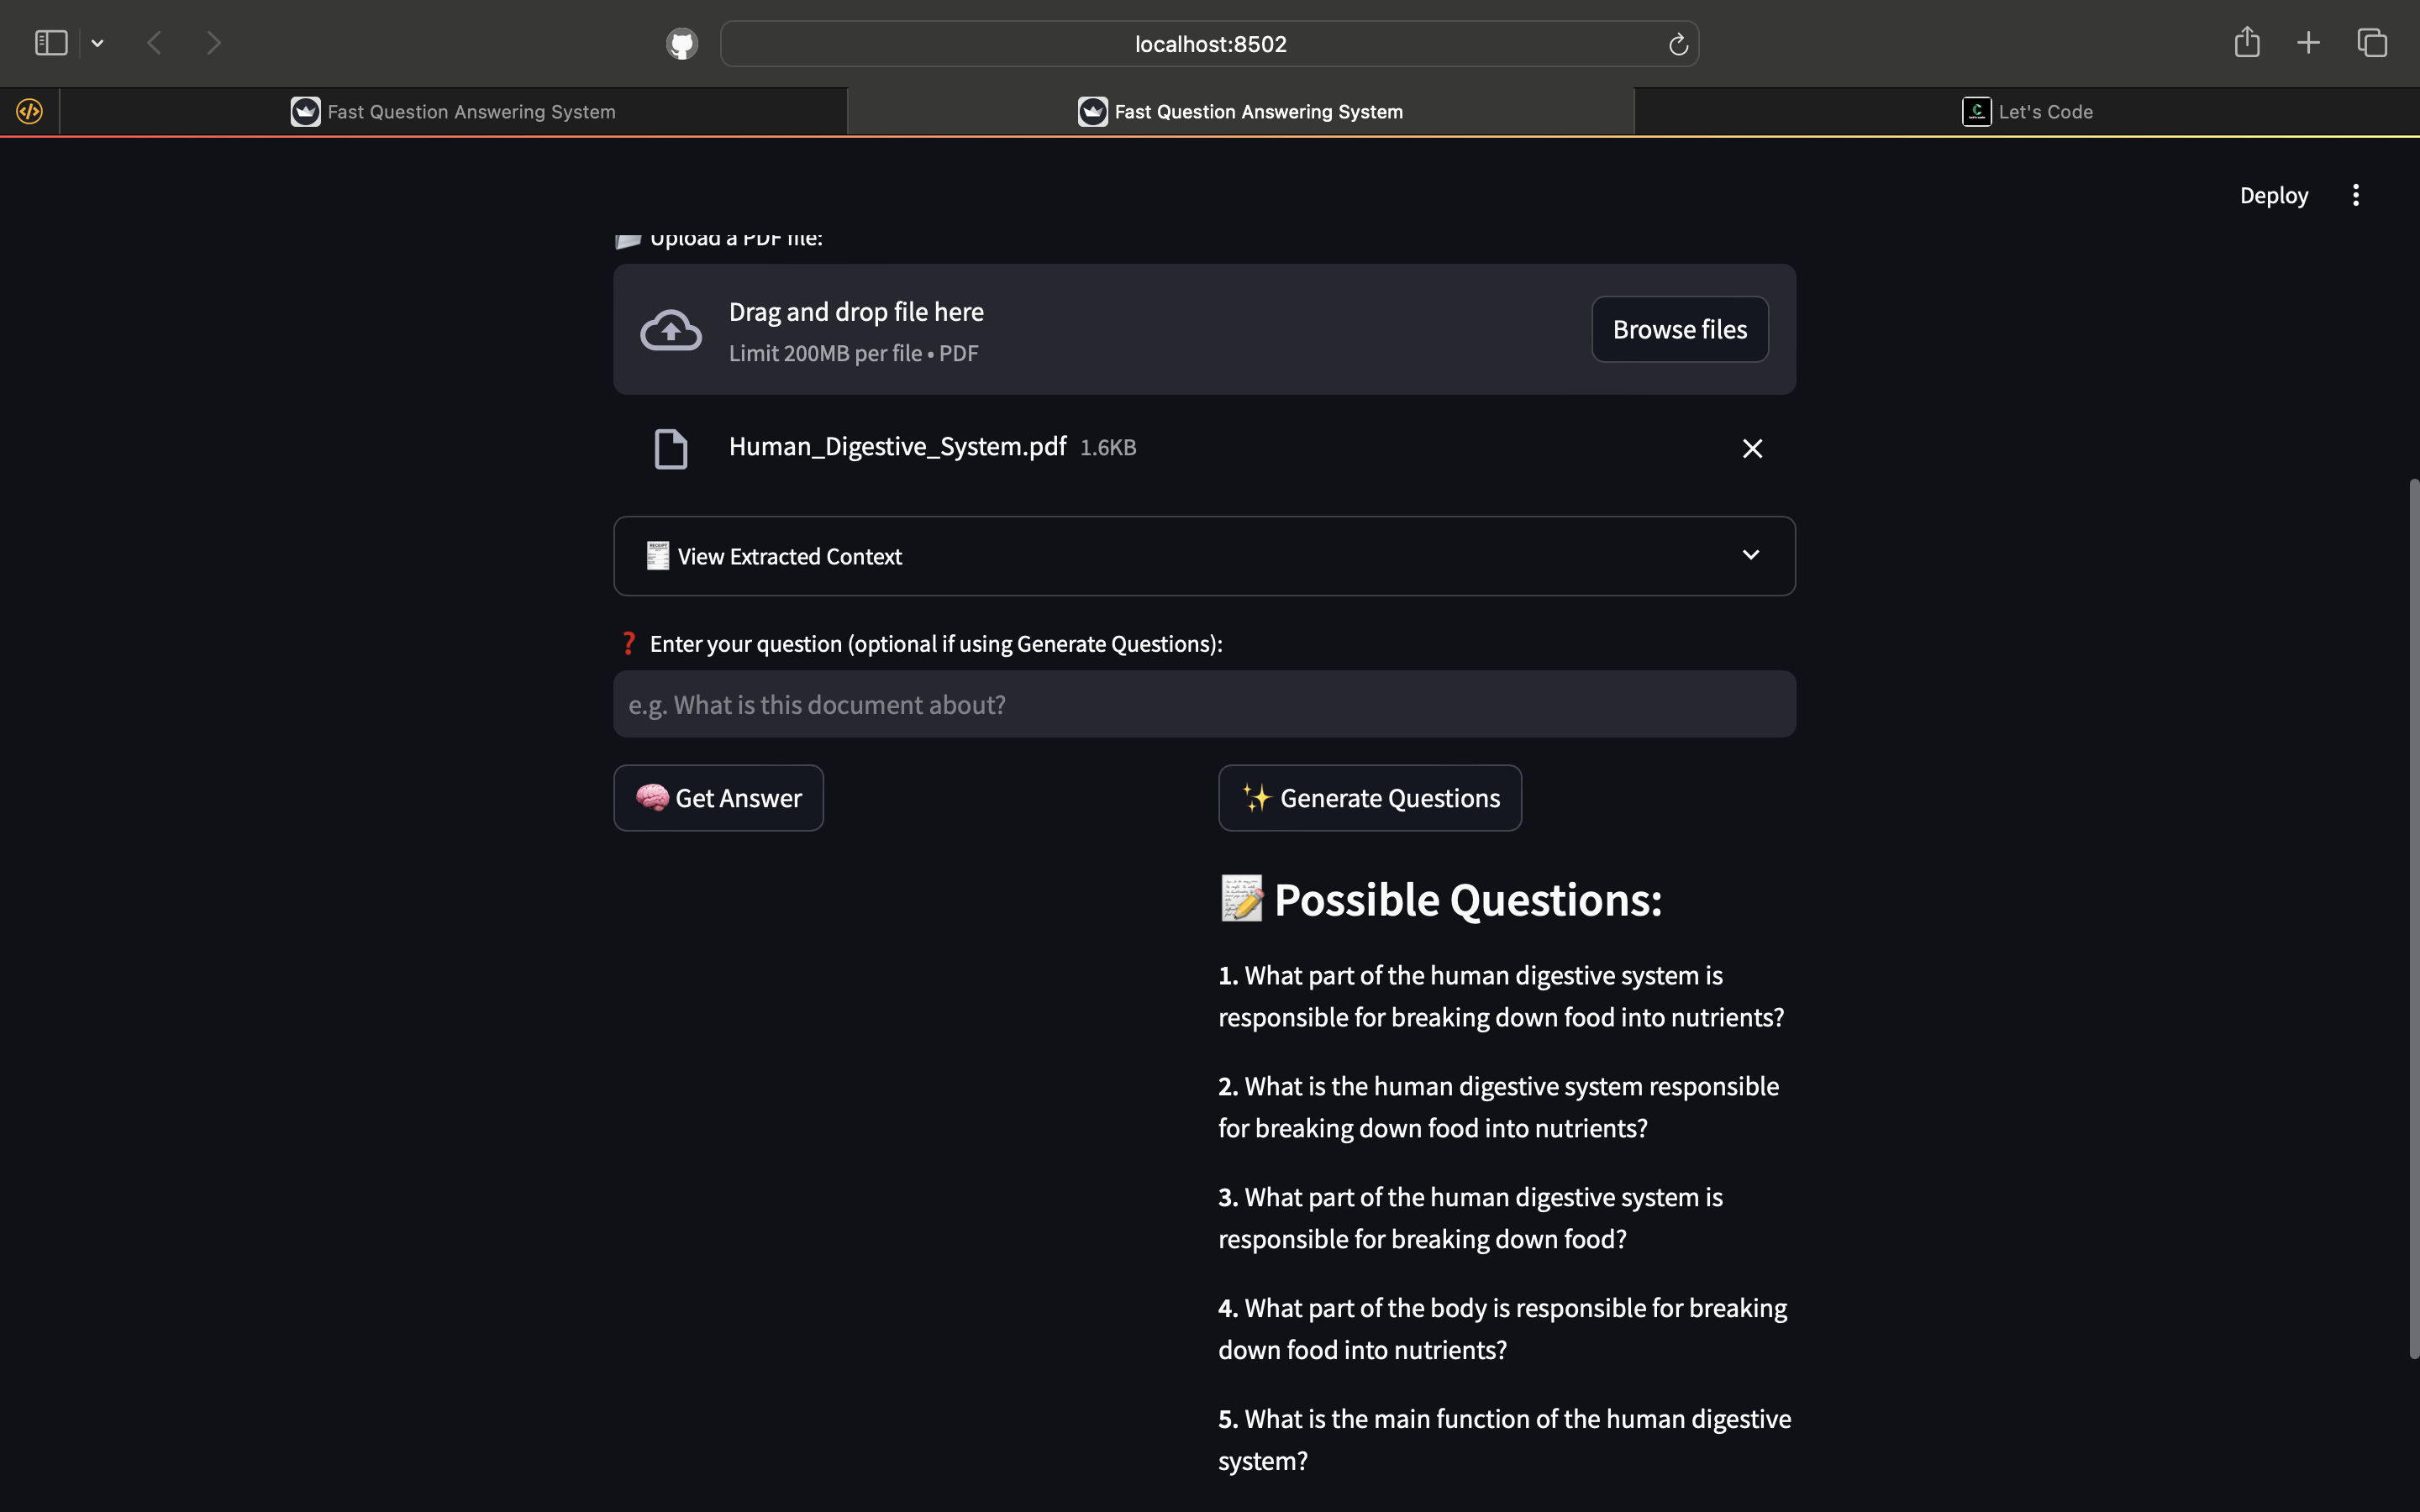 localhost:8502
Fast Question Answering System
Fast Question Answering System
Let's Code
Deploy
Upload a PDF file:
Drag and drop file here
Limit 200MB per file • PDF
Browse files
Human_Digestive_System.pdf 1.6KB
View Extracted Context
❓ Enter your question (optional if using Generate Questions):
e.g. What is this document about?
🧠 Get Answer
✨ Generate Questions
📝 Possible Questions:
1. What part of the human digestive system is
responsible for breaking down food into nutrients?
2. What is the human digestive system responsible
for breaking down food into nutrients?
3. What part of the human digestive system is
responsible for breaking down food?
4. What part of the body is responsible for breaking
down food into nutrients?
5. What is the main function of the human digestive
system?